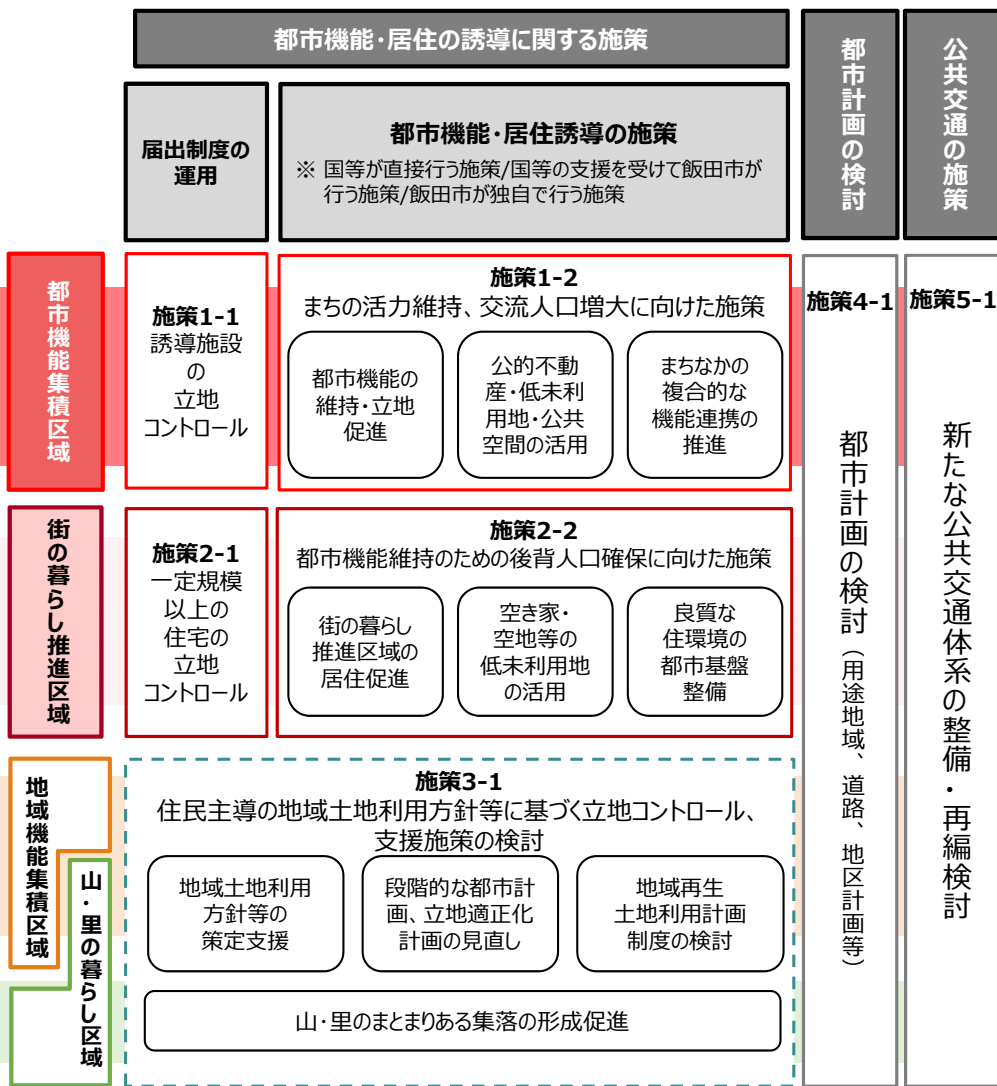 都市機能・居住の誘導に関する施策
都市計画の検討
公共交通の施策
届出制度の
運用
都市機能・居住誘導の施策
※ 国等が直接行う施策/国等の支援を受けて飯田市が
行う施策/飯田市が独自で行う施策
都市機能集積区域
施策1-1
誘導施設
の
立地
コントロール
施策1-2
まちの活力維持、交流人口増大に向けた施策
都市機能の
維持・立地
促進
公的不動
産・低未利
用地・公共
空間の活用
まちなかの
複合的な
機能連携の
推進
施策4-1
都市計画の検討（用途地域、道路、地区計画等）
施策5-1
新たな公共交通体系の整備・再編検討
街の暮らし推進区域
施策2-1
一定規模
以上の
住宅の
立地
コントロール
施策2-2
都市機能維持のための後背人口確保に向けた施策
街の暮らし
推進区域の
居住促進
空き家・
空地等の
低未利用地
の活用
良質な
住環境の
都市基盤
整備
地域機能集積区域
山・里の暮らし区域
施策3-1
住民主導の地域土地利用方針等に基づく立地コントロール、
支援施策の検討
地域土地利用
方針等の
策定支援
段階的な都市計
画、立地適正化
計画の見直し
地域再生
土地利用計画
制度の検討
山・里のまとまりある集落の形成促進